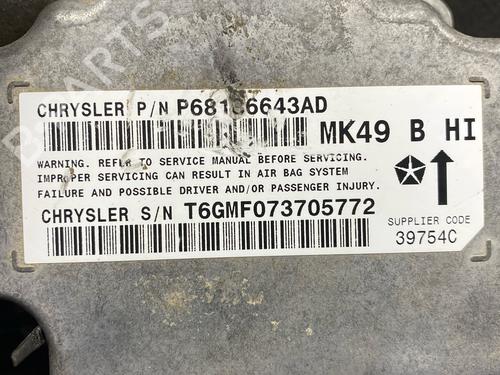 CHRYSLER P/N
MK49 B HI
WARNING. REFER TO SERVICE MANUAL BEFORE SERVICING.
IMPROPER SERVICING CAN RESULT IN AIR BAG SYSTEM
FAILURE AND POSSIBLE DRIVER AND/OR PASSENGER INJURY.
CHRYSLER S/N T6GMF073705772
SUPPLIER CODE
39754C